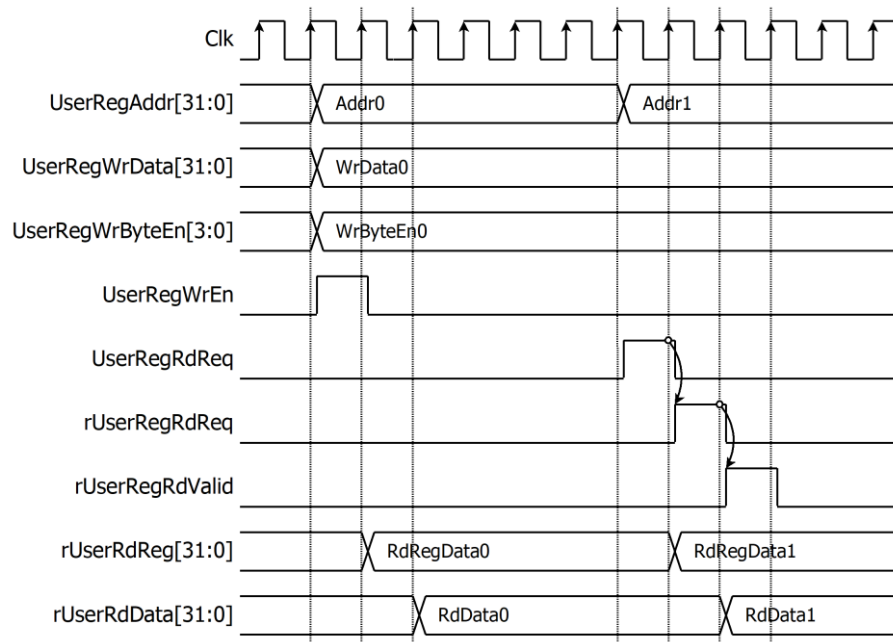 Clk
UserRegAddr[31:0] Addr0 Addr1
UserRegWrData[31:0] WrData0
UserRegWrByteEn[3:0] WrByteEn0
UserRegWrEn
UserRegRdReq
rUserRegRdReq
rUserRegRdValid
rUserRdReg[31:0] RdRegData0 RdRegData1
rUserRdData[31:0] RdData0 RdData1